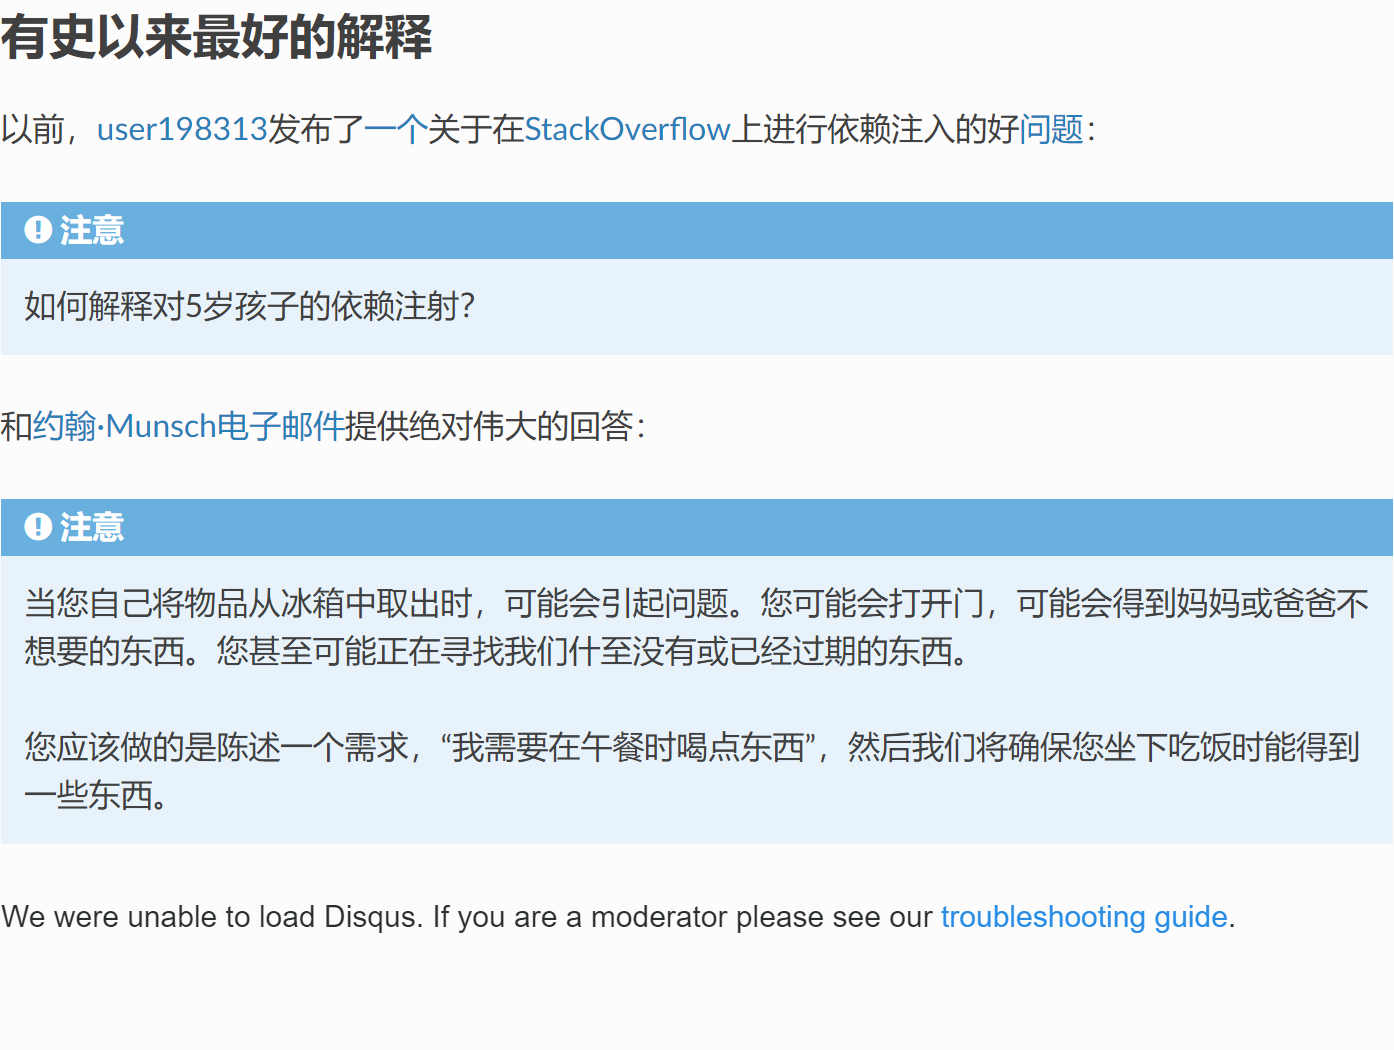 有史以来最好的解释
以前，user198313发布了一个关于在StackOverflow上进行依赖注入的好问题：
注意
如何解释对5岁孩子的依赖注射？
和约翰·Munsch电子邮件提供绝对伟大的回答：
注意
当您自己将物品从冰箱中取出时，可能会引起问题。您可能会打开门，可能会得到妈妈或爸爸不
想要的东西。您甚至可能正在寻找我们什至没有或已经过期的东西。
您应该做的是陈述一个需求，“我需要在午餐时喝点东西”，然后我们将确保您坐下吃饭时能得到
一些东西。
We were unable to load Disqus. If you are a moderator please see our troubleshooting guide.